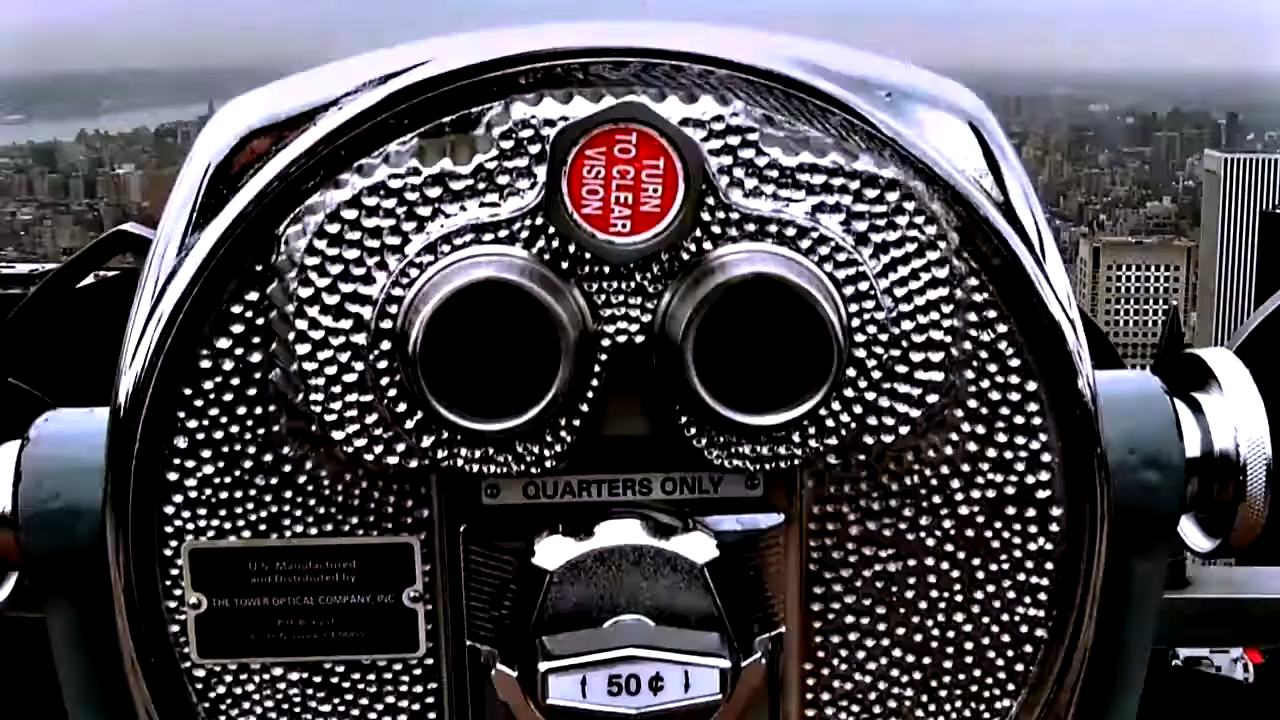 TURN
TO CLEAR
VISION
QUARTERS ONLY
U.S. Manufactured
and Distributed by
THE TOWER OPTICAL COMPANY, INC
50¢